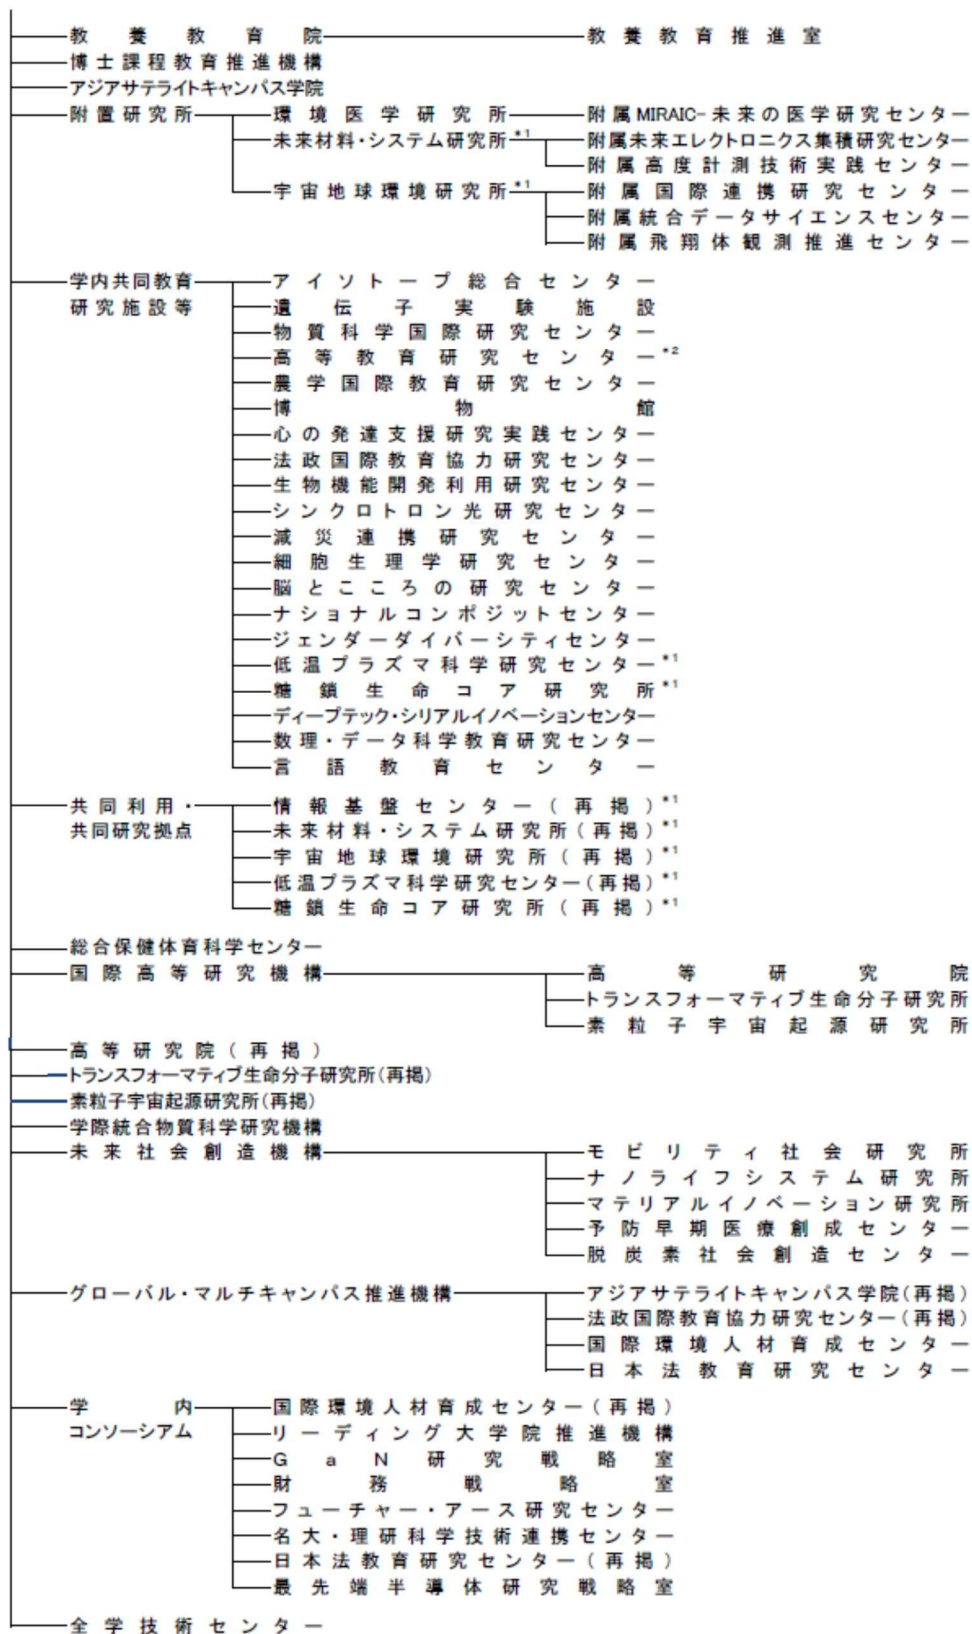 教養教育院 教養教育推進室
博士課程教育推進機構
アジアサテライトキャンパス学院
附置研究所 環境医学研究所 附属MIRAIC-未来の医学研究センター
未来材料・システム研究所*1 附属未来エレクトロニクス集積研究センター
附属高度計測技術実践センター
宇宙地球環境研究所*1 附属国際連携研究センター
附属統合データサイエンスセンター
附属飛翔体観測推進センター
学内共同教育 アイソトープ総合センター
研究施設等 遺伝子実験施設
物質科学国際研究センター
高等教育研究センター*2
農学国際教育研究センター
博物館
心の発達支援研究実践センター
法政国際教育協力研究センター
生物機能開発利用研究センター
シンクロトロン光研究センター
減災連携研究センター
細胞生理学研究センター
脳とこころの研究センター
ナショナルコンポジットセンター
ジェンダーダイバーシティセンター
低温プラズマ科学研究センター*1
糖鎖生命コア研究所*1
ディープテック・シリアルイノベーションセンター
数理・データ科学教育研究センター
言語教育センター
共同利用・ 情報基盤センター(再掲)*1
共同研究拠点 未来材料・システム研究所(再掲)*1
宇宙地球環境研究所(再掲)*1
低温プラズマ科学研究センター(再掲)*1
糖鎖生命コア研究所(再掲)*1
総合保健体育科学センター
国際高等研究機構 高等研究院
トランスフォーマティブ生命分子研究所
素粒子宇宙起源研究所
高等研究院(再掲)
トランスフォーマティブ生命分子研究所(再掲)
素粒子宇宙起源研究所(再掲)
学際統合物質科学研究機構
未来社会創造機構 モビリティ社会研究所
ナノライフシステム研究所
マテリアルイノベーション研究所
予防早期医療創成センター
脱炭素社会創造センター
グローバル・マルチキャンパス推進機構 アジアサテライトキャンパス学院(再掲)
法政国際教育協力研究センター(再掲)
国際環境人材育成センター
日本法教育研究センター
学内 国際環境人材育成センター(再掲)
コンソーシアム リーディング大学院推進機構
GaN研究戦略室
財務戦略室
フューチャー・アース研究センター
名大・理研科学技術連携センター
日本法教育研究センター(再掲)
最先端半導体研究戦略室
全学技術センター